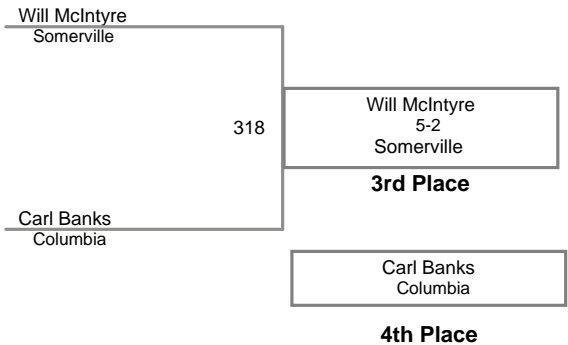 Will McIntyre
Somerville
318
Will McIntyre
5-2
Somerville
3rd Place
Carl Banks
Columbia
Carl Banks
Columbia
4th Place